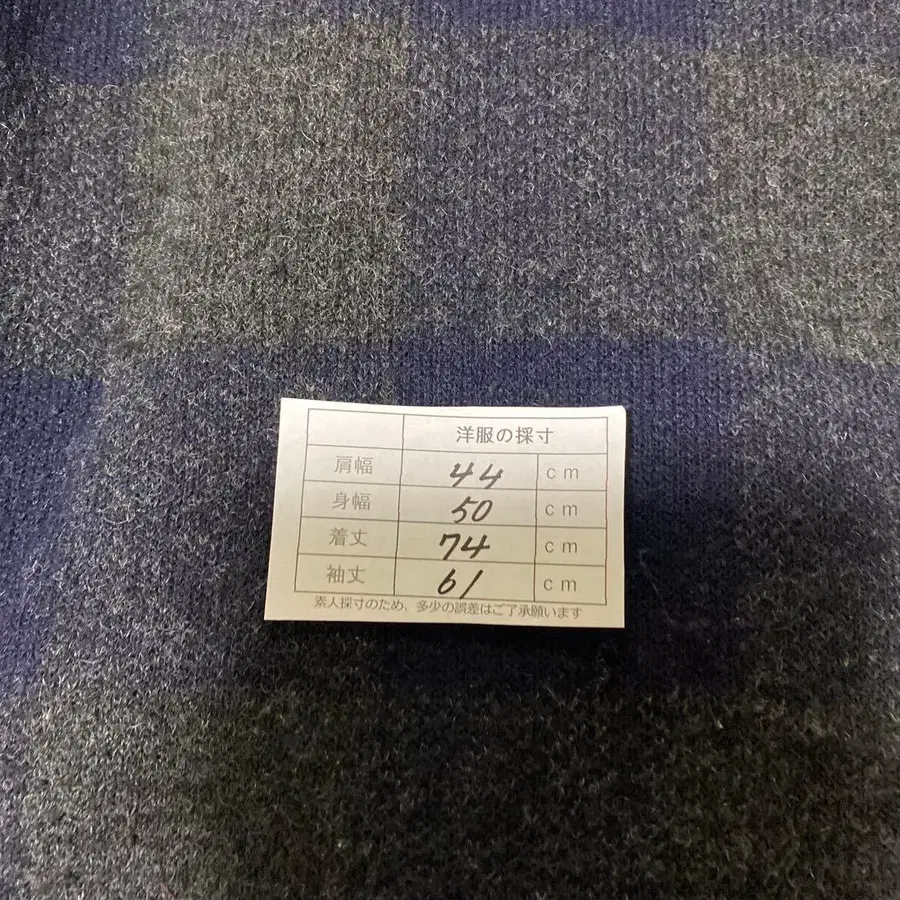 洋服の採寸
肩幅 44 cm
身幅 50 cm
着丈 74 cm
袖丈 61 cm
素人採寸のため、多少の誤差はご了承願います